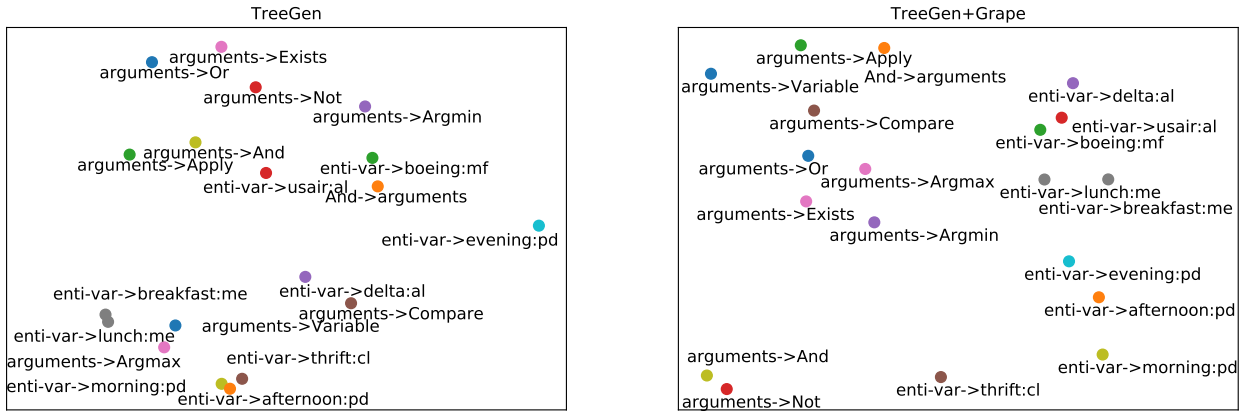 TreeGen
arguments->Exists
arguments->Or
arguments->Not
arguments->Argmin
arguments->And
arguments->Apply
enti-var->boeing:mf
enti-var->usair:al
And->arguments
enti-var->evening:pd
enti-var->delta:al
enti-var->breakfast:me
arguments->Compare
arguments->Variable
enti-var->lunch:me
arguments->Argmax
enti-var->thrift:cl
enti-var->morning:pd
enti-var->afternoon:pd
TreeGen+Grape
arguments->Apply
And->arguments
arguments->Variable
enti-var->delta:al
arguments->Compare
enti-var->usair:al
enti-var->boeing:mf
arguments->Or
arguments->Argmax
enti-var->lunch:me
enti-var->breakfast:me
arguments->Exists
arguments->Argmin
enti-var->evening:pd
enti-var->afternoon:pd
arguments->And
enti-var->morning:pd
enti-var->thrift:cl
arguments->Not